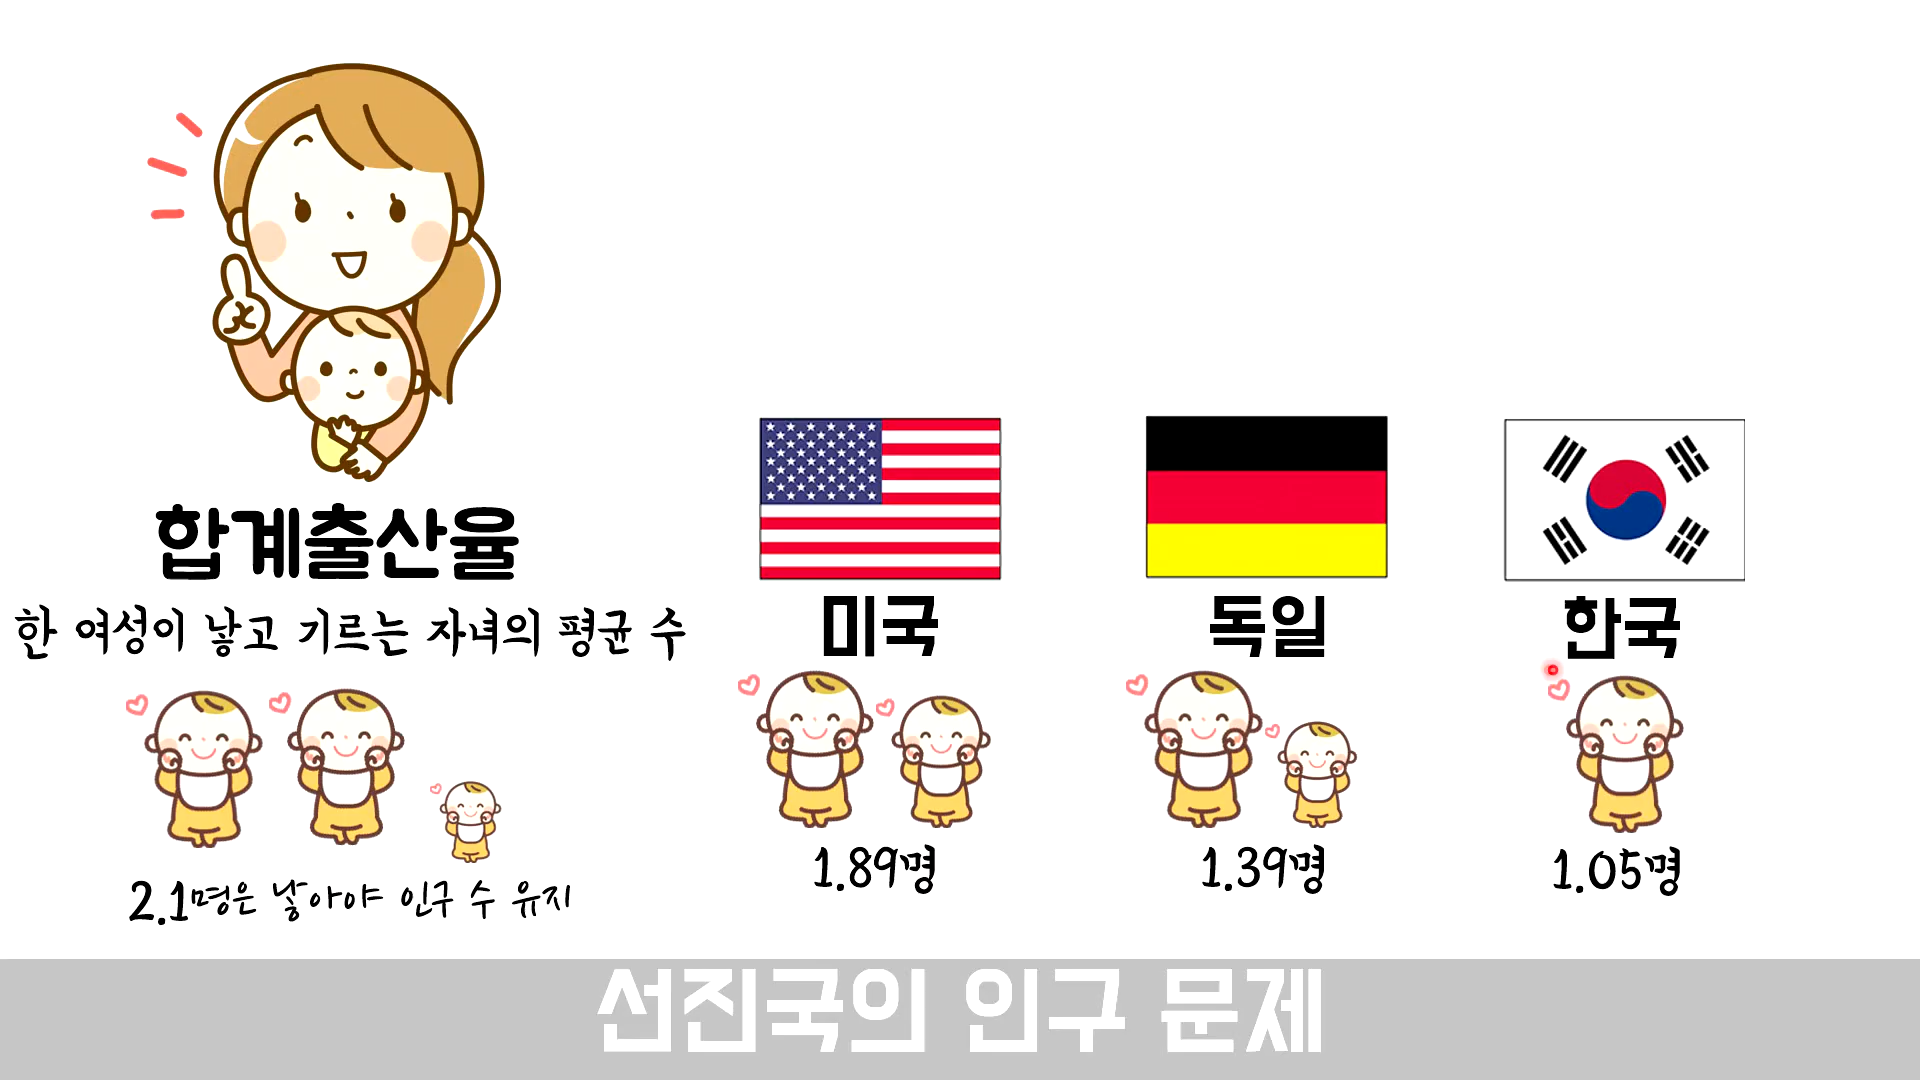 합계출산율
한 여성이 낳고 기르는 자녀의 평균 수
2.1명은 낳아야 인구 수 유지
미국
1.89명
독일
1.39명
한국
1.05명
선진국의 인구 문제